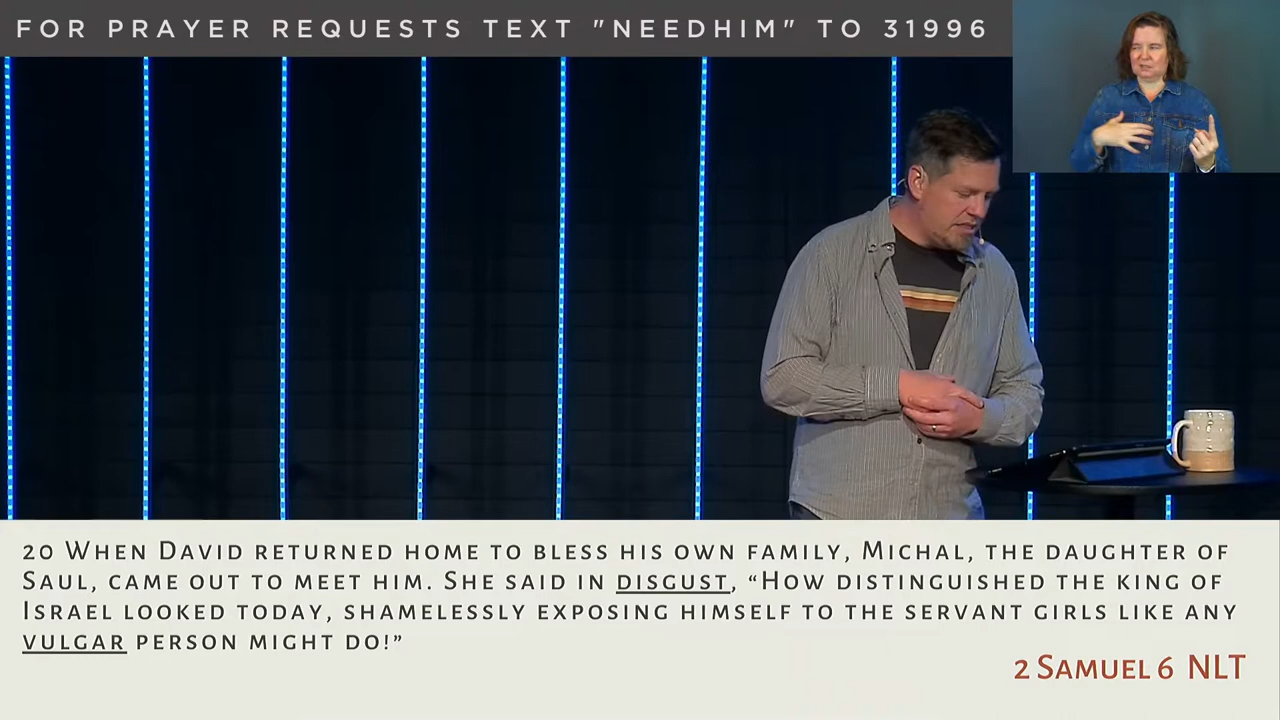 FOR PRAYER REQUESTS TEXT "NEEDHIM" TO 31996
20 When David returned home to bless his own family, Michal, the daughter of
Saul, came out to meet him. She said in disgust, “How distinguished the king of
Israel looked today, shamelessly exposing himself to the servant girls like any
vulgar person might do!”
2 Samuel 6 NLT